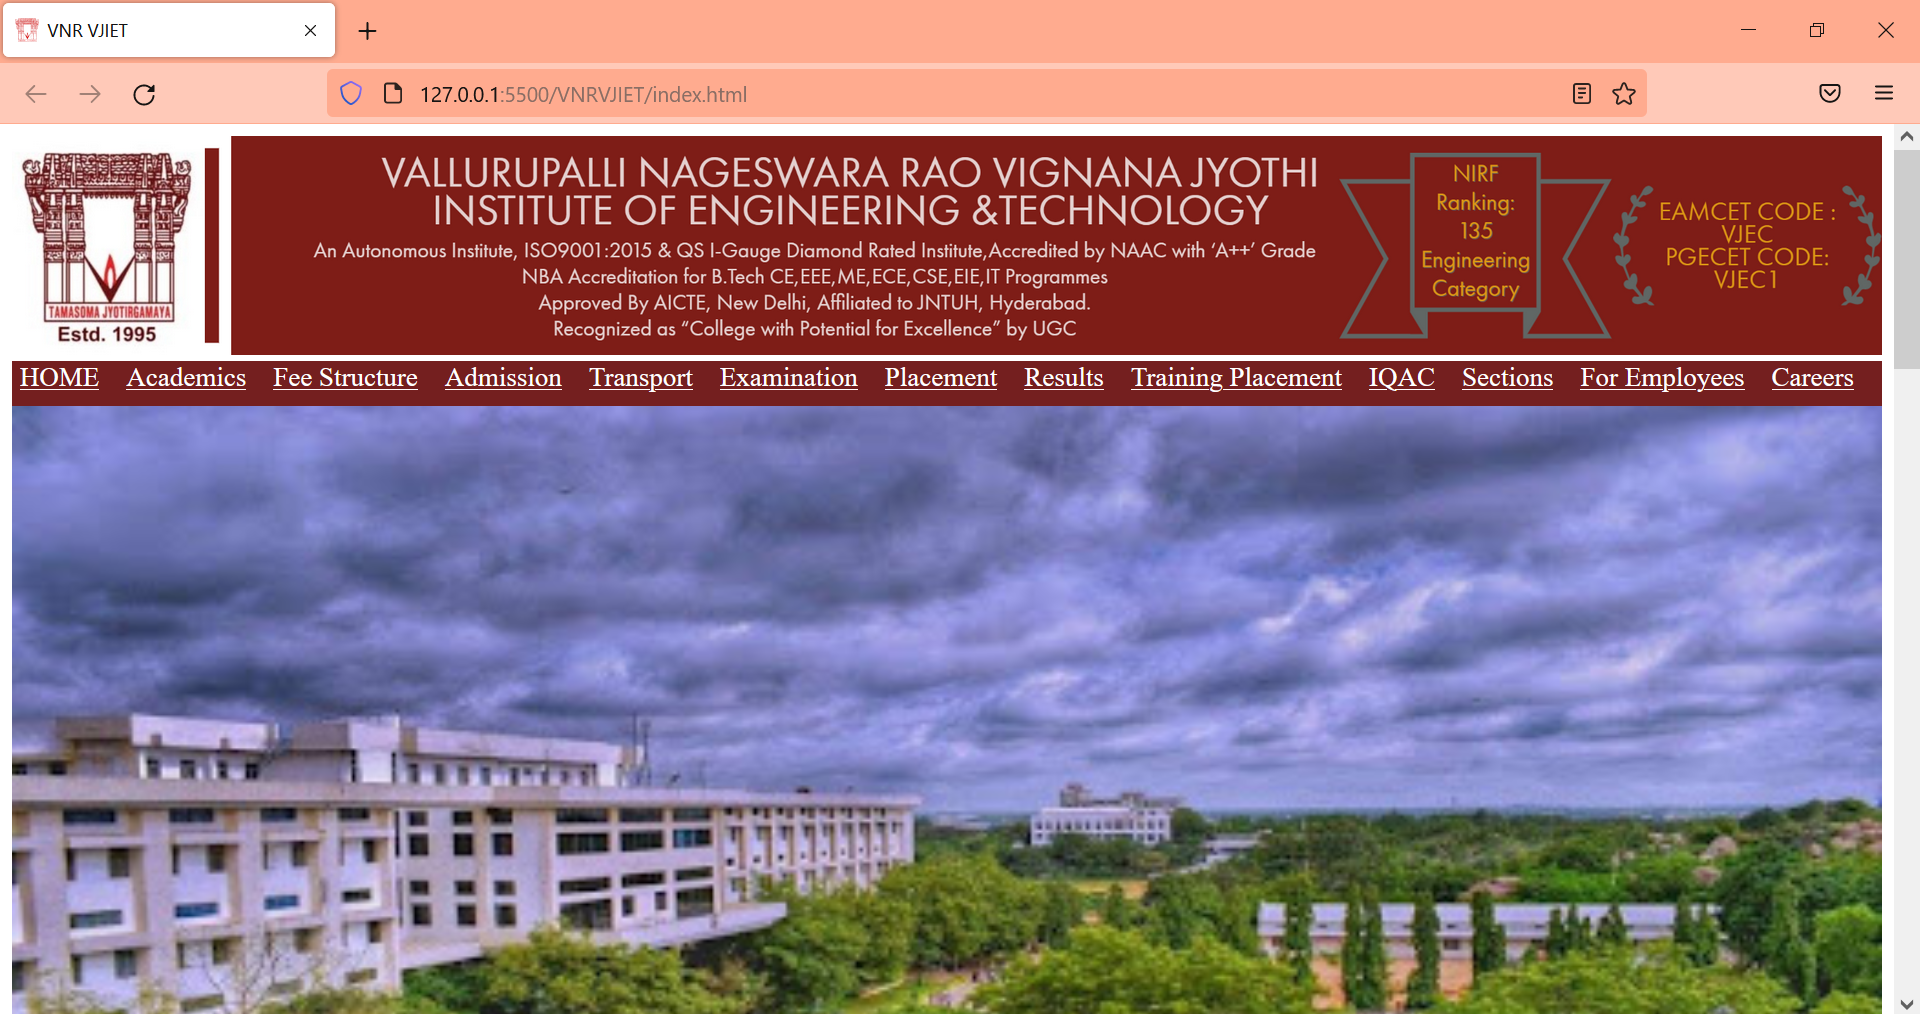 VNR VJIET
127.0.0.1:5500/VNRVJIET/index.html
TAMASOMA JYOTIRGAMAYA
Estd. 1995
VALLURUPALLI NAGESWARA RAO VIGNANA JYOTHI
INSTITUTE OF ENGINEERING &TECHNOLOGY
An Autonomous Institute, ISO9001:2015 & QS I-Gauge Diamond Rated Institute,Accredited by NAAC with ‘A++’ Grade
NBA Accreditation for B.Tech CE,EEE,ME,ECE,CSE,EIE,IT Programmes
Approved By AICTE, New Delhi, Affiliated to JNTUH, Hyderabad.
Recognized as “College with Potential for Excellence” by UGC
NIRF
Ranking:
135
Engineering
Category
EAMCET CODE :
VJEC
PGECET CODE:
VJEC1
HOME Academics Fee Structure Admission Transport Examination Placement Results Training Placement IQAC Sections For Employees Careers